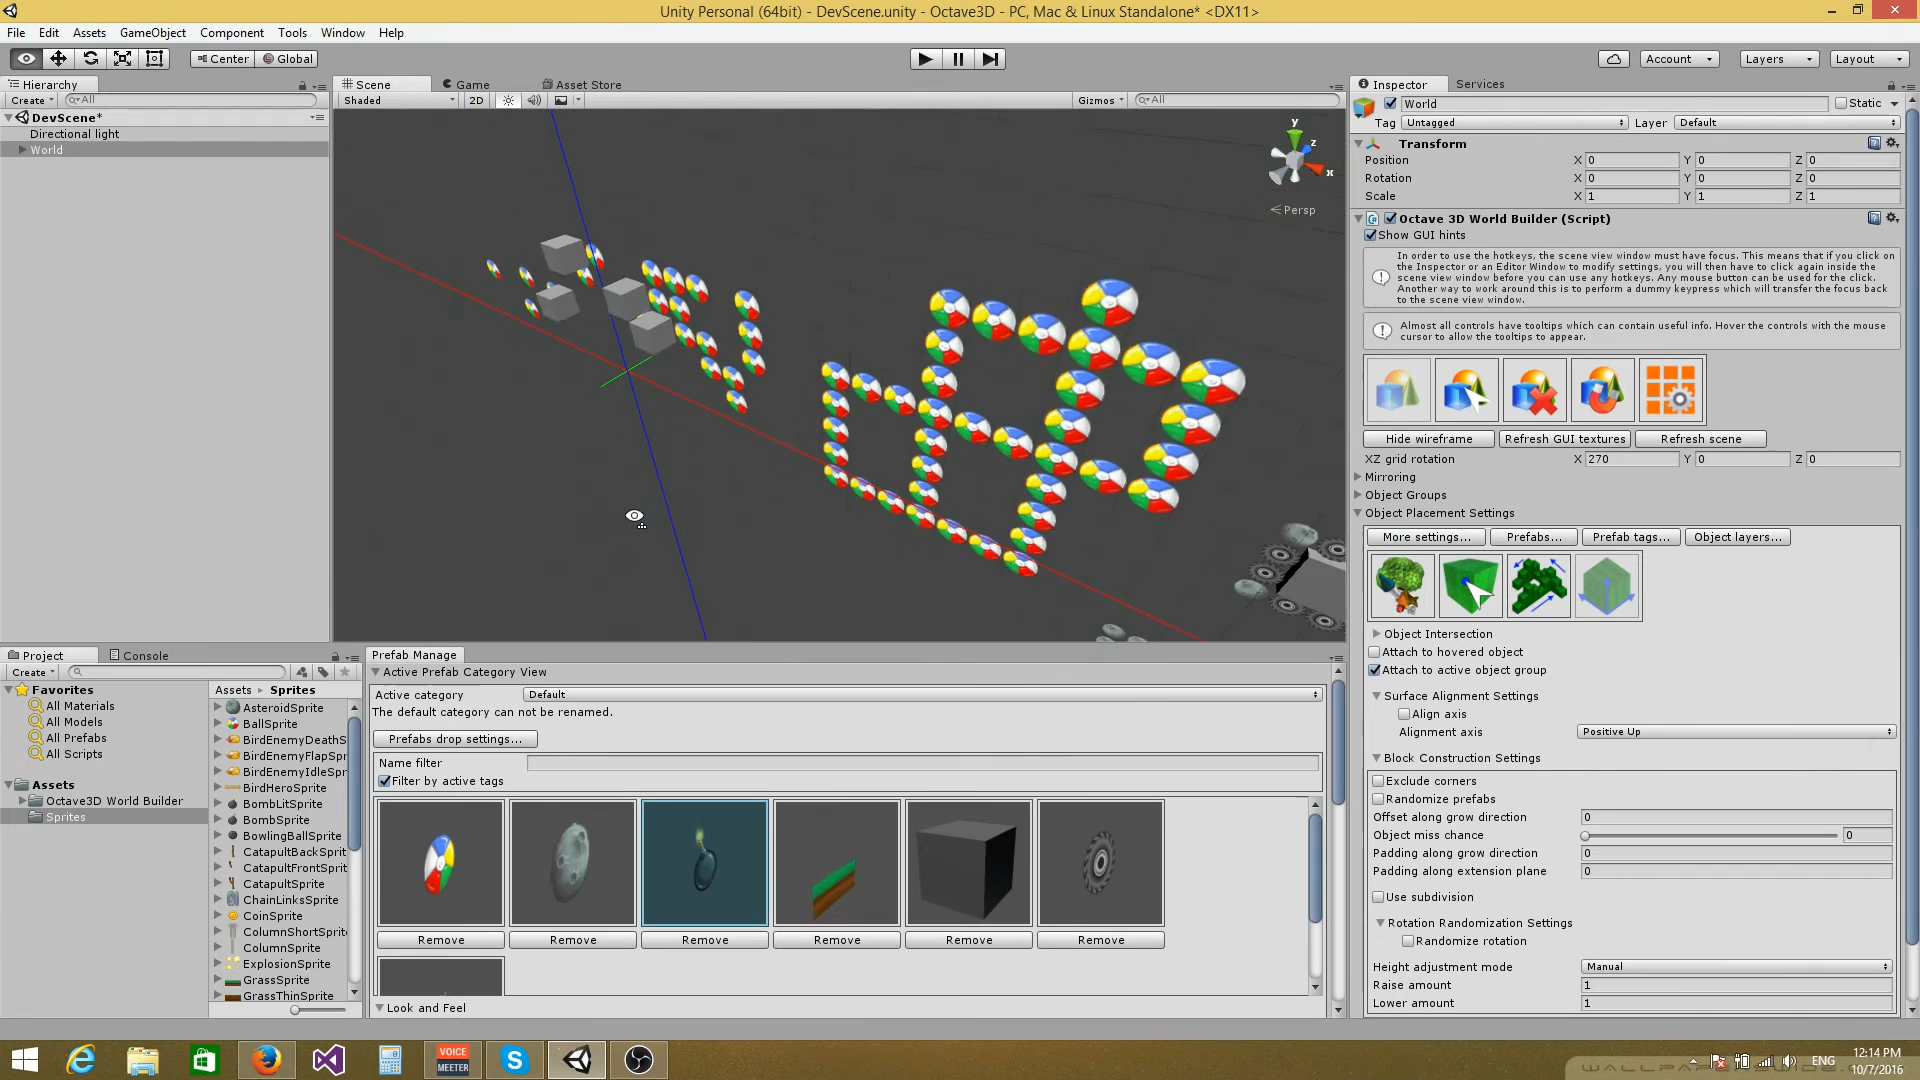 Unity Personal (64bit) - DevScene.unity - Octave3D - PC, Mac & Linux Standalone* <DX11>
File Edit Assets GameObject Component Tools Window Help
Center Global Account Layers Layout
Hierarchy
Create All
DevScene*
Directional light
World
Scene Game Asset Store
Shaded 2D Gizmos All
y
z
x
Persp
Inspector Services
World Static
Tag Untagged Layer Default
Transform
Position X 0 Y 0 Z 0
Rotation X 0 Y 0 Z 0
Scale X 1 Y 1 Z 1
Octave 3D World Builder (Script)
Show GUI hints
In order to use the hotkeys, the scene view window must have focus. This means that if you click on
the Inspector or an Editor Window to modify settings, you will then have to click again inside the
scene view window before you can use any hotkeys. Any mouse button can be used for the click.
Another way to work around this is to perform a dummy keypress which will transfer the focus back
to the scene view window.
Almost all controls have tooltips which can contain useful info. Hover the controls with the mouse
cursor to allow the tooltips to appear.
Hide wireframe Refresh GUI textures Refresh scene
XZ grid rotation X 270 Y 0 Z 0
Mirroring
Object Groups
Object Placement Settings
More settings... Prefabs... Prefab tags... Object layers...
Object Intersection
Attach to hovered object
Attach to active object group
Surface Alignment Settings
Align axis
Alignment axis Positive Up
Block Construction Settings
Exclude corners
Randomize prefabs
Offset along grow direction 0
Object miss chance 0
Padding along grow direction 0
Padding along extension plane 0
Use subdivision
Rotation Randomization Settings
Randomize rotation
Height adjustment mode Manual
Raise amount 1
Lower amount 1
Project Console
Create
Favorites
All Materials
All Models
All Prefabs
All Scripts
Assets
Octave3D World Builder
Sprites
Assets Sprites
AsteroidSprite
BallSprite
BirdEnemyDeathS
BirdEnemyFlapSpr
BirdEnemyIdleSpr
BirdHeroSprite
BombLitSprite
BombSprite
BowlingBallSprite
CatapultBackSprit
CatapultFrontSprit
CatapultSprite
ChainLinksSprite
CoinSprite
ColumnShortSprit
ColumnSprite
ExplosionSprite
GrassSprite
GrassThinSprite
Prefab Manage
Active Prefab Category View
Active category Default
The default category can not be renamed.
Prefabs drop settings...
Name filter
Filter by active tags
Remove Remove Remove Remove Remove Remove
Look and Feel
VOICE
MEETER
ENG
12:14 PM
10/7/2016